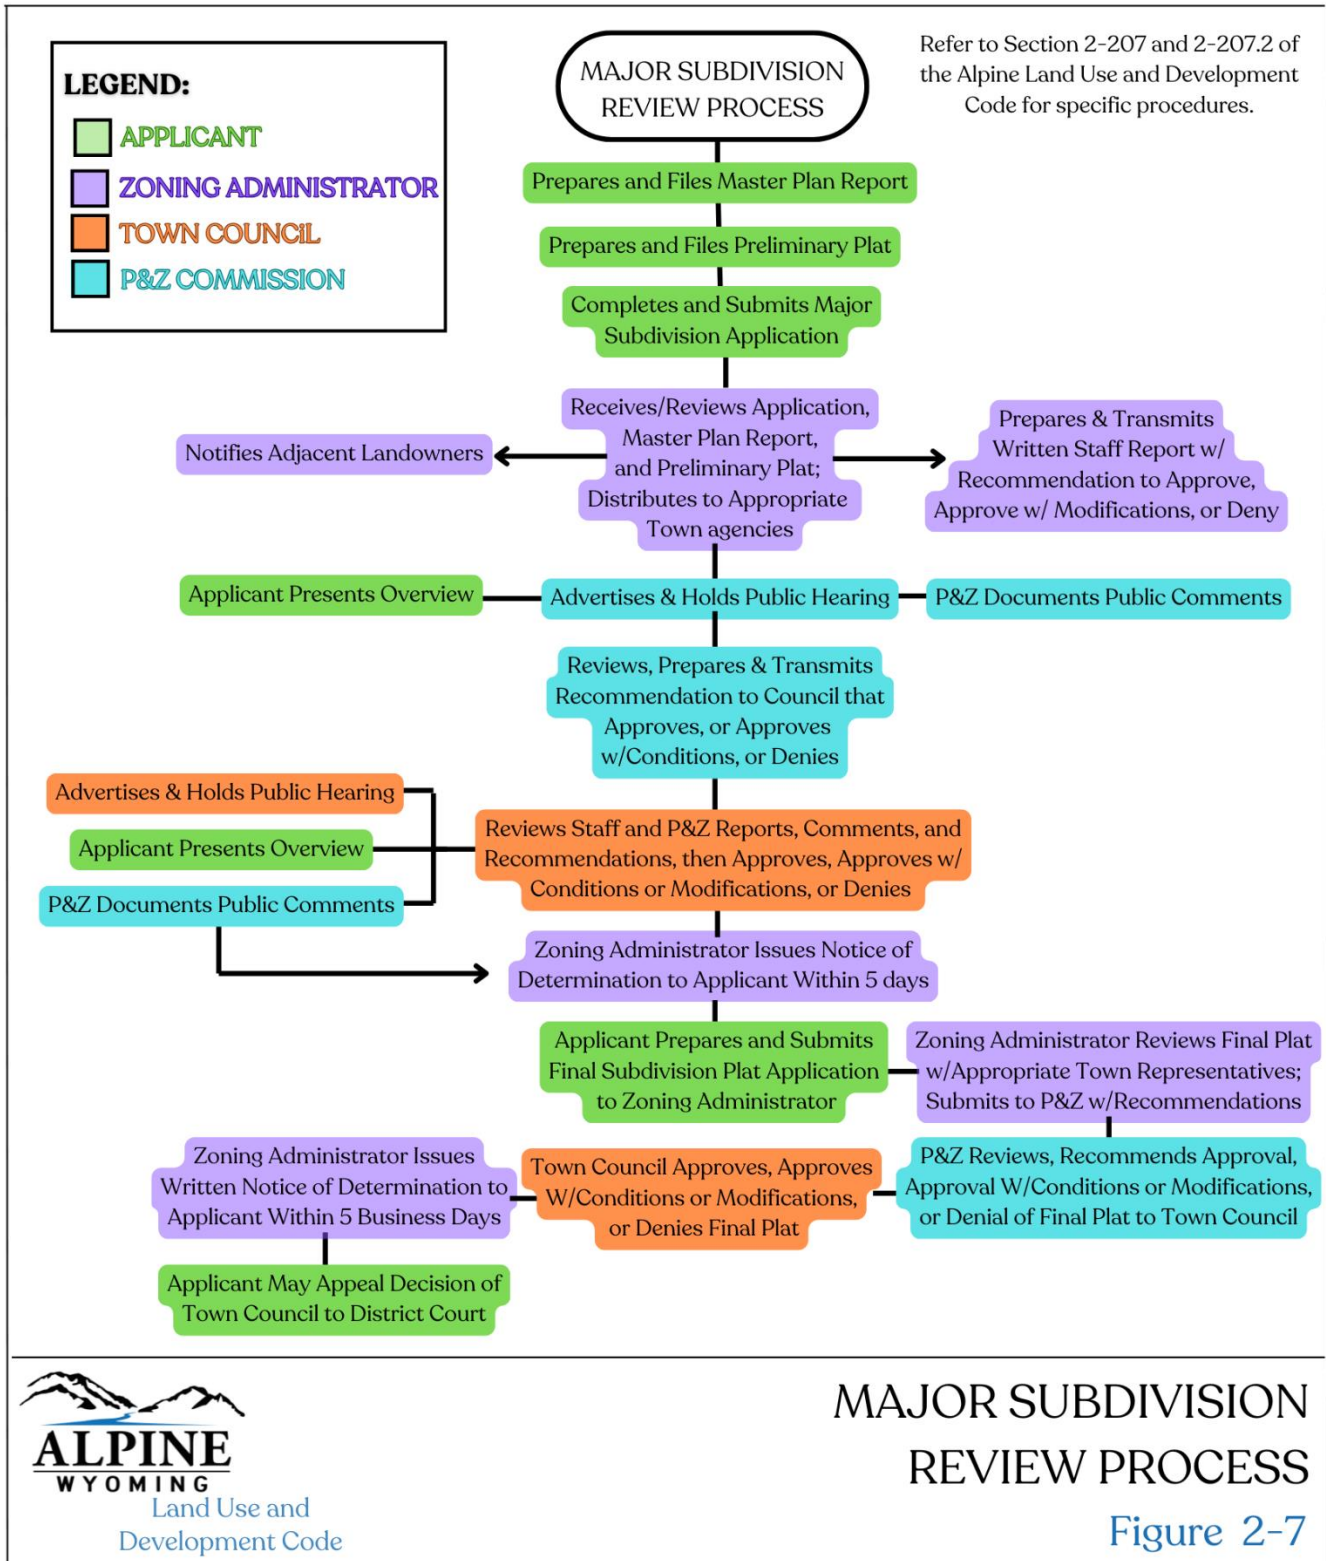 LEGEND:
APPLICANT
ZONING ADMINISTRATOR
TOWN COUNCiL
P&Z COMMISSION
MAJOR SUBDIVISION
REVIEW PROCESS
Refer to Section 2-207 and 2-207.2 of
the Alpine Land Use and Development
Code for specific procedures.
Prepares and Files Master Plan Report
Prepares and Files Preliminary Plat
Completes and Submits Major
Subdivision Application
Notifies Adjacent Landowners
Receives/Reviews Application,
Master Plan Report,
and Preliminary Plat;
Distributes to Appropriate
Town agencies
Prepares & Transmits
Written Staff Report w/
Recommendation to Approve,
Approve w/ Modifications, or Deny
Applicant Presents Overview
Advertises & Holds Public Hearing
P&Z Documents Public Comments
Reviews, Prepares & Transmits
Recommendation to Council that
Approves, or Approves
w/Conditions, or Denies
Advertises & Holds Public Hearing
Applicant Presents Overview
P&Z Documents Public Comments
Reviews Staff and P&Z Reports, Comments, and
Recommendations, then Approves, Approves w/
Conditions or Modifications, or Denies
Zoning Administrator Issues Notice of
Determination to Applicant Within 5 days
Applicant Prepares and Submits
Final Subdivision Plat Application
to Zoning Administrator
Zoning Administrator Reviews Final Plat
w/Appropriate Town Representatives;
Submits to P&Z w/Recommendations
P&Z Reviews, Recommends Approval,
Approval W/Conditions or Modifications,
or Denial of Final Plat to Town Council
Town Council Approves, Approves
W/Conditions or Modifications,
or Denies Final Plat
Zoning Administrator Issues
Written Notice of Determination to
Applicant Within 5 Business Days
Applicant May Appeal Decision of
Town Council to District Court
ALPINE
WYOMING
Land Use and
Development Code
MAJOR SUBDIVISION
REVIEW PROCESS
Figure 2-7